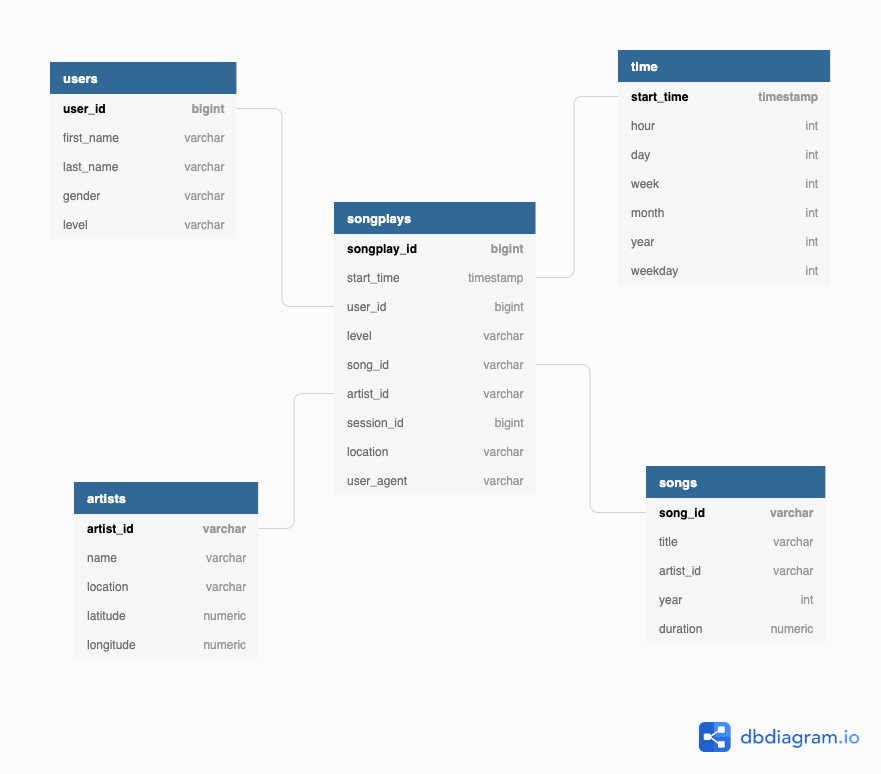 users
user_id bigint
first_name varchar
last_name varchar
gender varchar
level varchar
time
start_time timestamp
hour int
day int
week int
month int
year int
weekday int
songplays
songplay_id bigint
start_time timestamp
user_id bigint
level varchar
song_id varchar
artist_id varchar
session_id bigint
location varchar
user_agent varchar
artists
artist_id varchar
name varchar
location varchar
latitude numeric
longitude numeric
songs
song_id varchar
title varchar
artist_id varchar
year int
duration numeric
dbdiagram.io